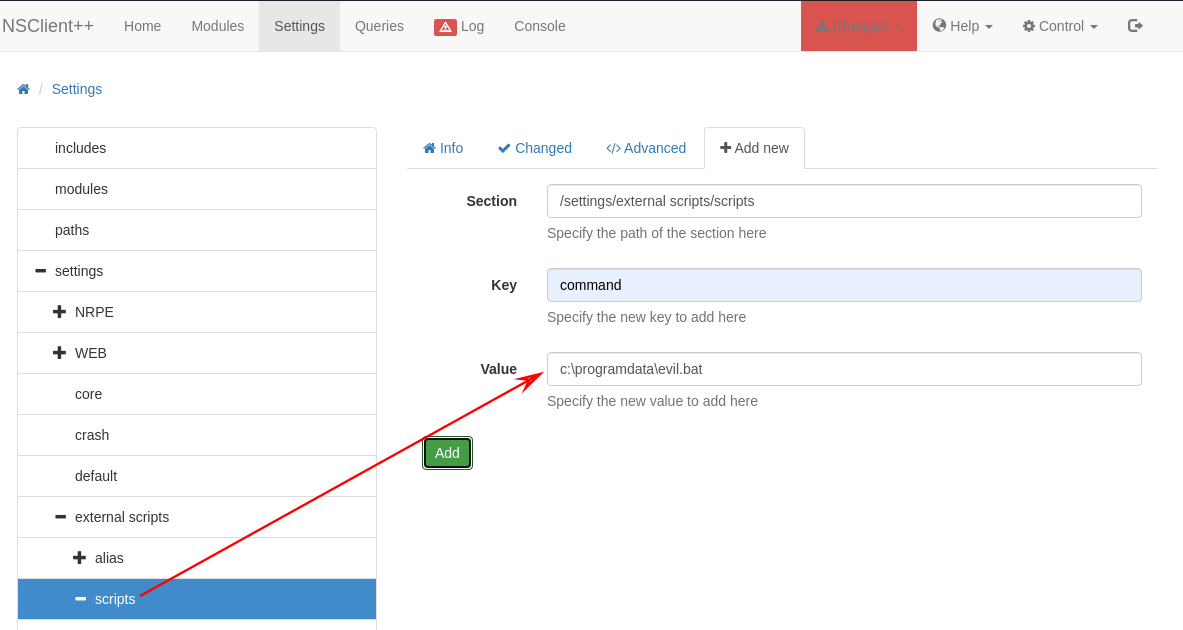 NSClient++ Home Modules Settings Queries Log Console Changes Help Control
/ Settings
includes
modules
paths
settings
NRPE
WEB
core
crash
default
external scripts
alias
scripts
Info Changed </> Advanced Add new
Section /settings/external scripts/scripts
Specify the path of the section here
Key command
Specify the new key to add here
Value c:\programdata\evil.bat
Specify the new value to add here
Add